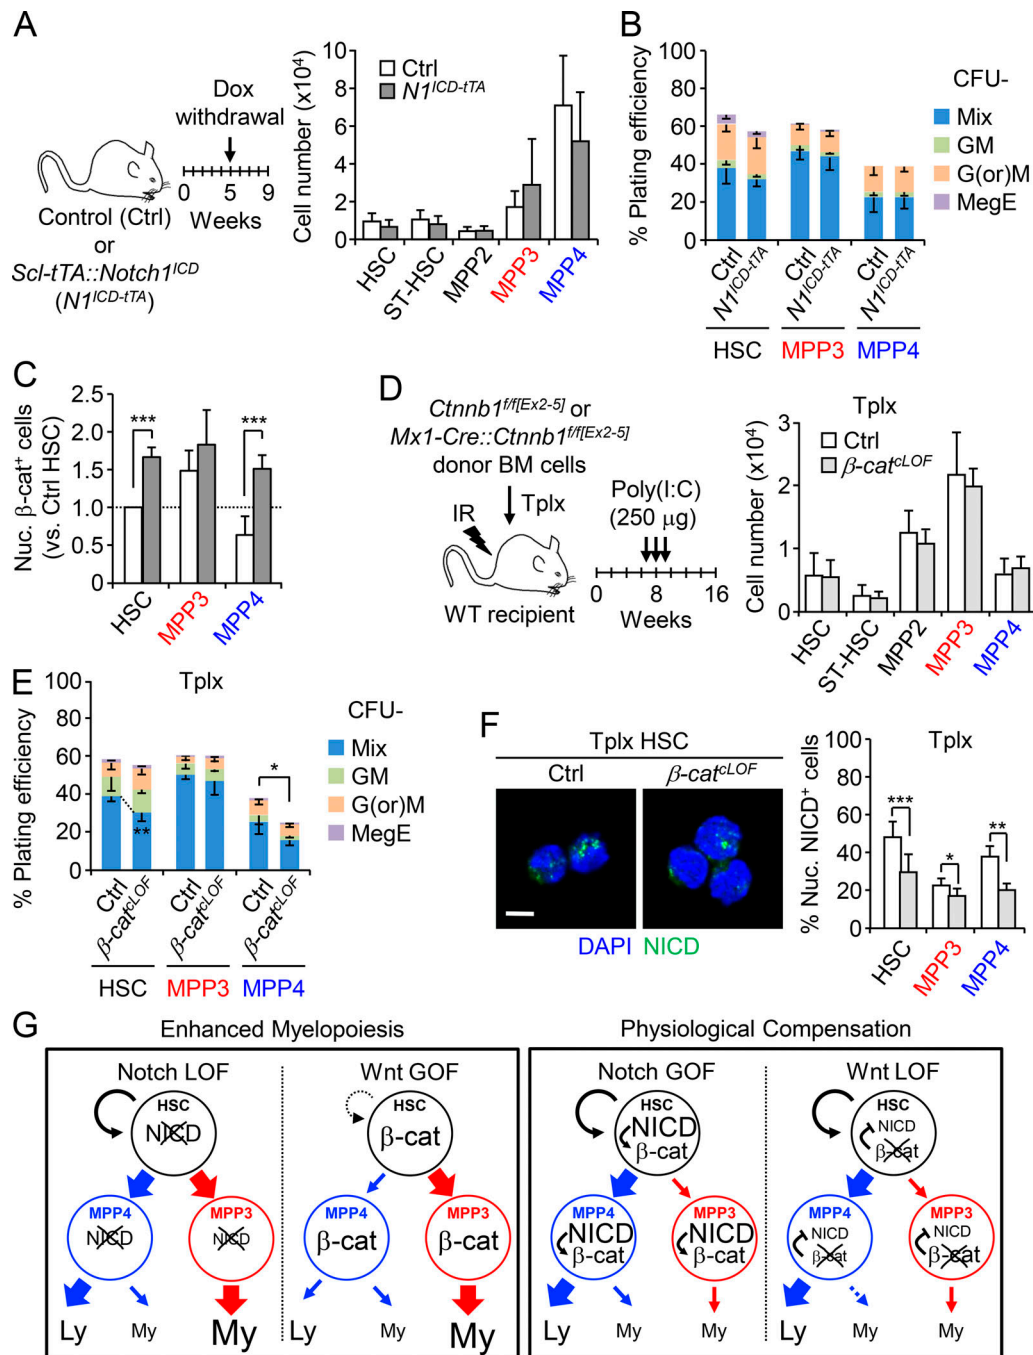 A
Dox
withdrawal
0 5 9
Weeks
Control (Ctrl)
or
Scl-tTA::Notch1ICD
(N1ICD-tTA)
Cell number (x10⁴)
10
8
6
4
2
0
Ctrl
N1ICD-tTA
HSC
ST-HSC
MPP2
MPP3
MPP4
B
% Plating efficiency
100
80
60
40
20
0
CFU-
Mix
GM
G(or)M
MegE
Ctrl
N1ICD-tTA
Ctrl
N1ICD-tTA
Ctrl
N1ICD-tTA
HSC MPP3 MPP4
C
Nuc. β-cat⁺ cells
(vs. Ctrl HSC)
2.5
2.0
1.5
1.0
0.5
0
*** ***
HSC
MPP3
MPP4
D
Ctnnb1f/f[Ex2-5] or
Mx1-Cre::Ctnnb1f/f[Ex2-5]
donor BM cells
Tplx
IR
WT recipient
Poly(I:C)
(250 µg)
0 8 16
Weeks
Tplx
Cell number (x10⁴)
3
2
1
0
Ctrl
β-catcLOF
HSC
ST-HSC
MPP2
MPP3
MPP4
E
Tplx
% Plating efficiency
100
80
60
40
20
0
**
*
CFU-
Mix
GM
G(or)M
MegE
Ctrl
β-catcLOF
Ctrl
β-catcLOF
Ctrl
β-catcLOF
HSC MPP3 MPP4
F
Tplx HSC
Ctrl β-catcLOF
DAPI NICD
Tplx
% Nuc. NICD⁺ cells
100
80
60
40
20
0
***
*
**
HSC
MPP3
MPP4
G
Enhanced Myelopoiesis
Notch LOF Wnt GOF
HSC
NICD
HSC
β-cat
MPP4
NICD
MPP3
NICD
MPP4
β-cat
MPP3
β-cat
Ly My My
Ly My My
Physiological Compensation
Notch GOF Wnt LOF
HSC
NICD
β-cat
HSC
NICD
β-cat
MPP4
NICD
β-cat
MPP3
NICD
β-cat
MPP4
NICD
β-cat
MPP3
NICD
β-cat
Ly My My
Ly My My